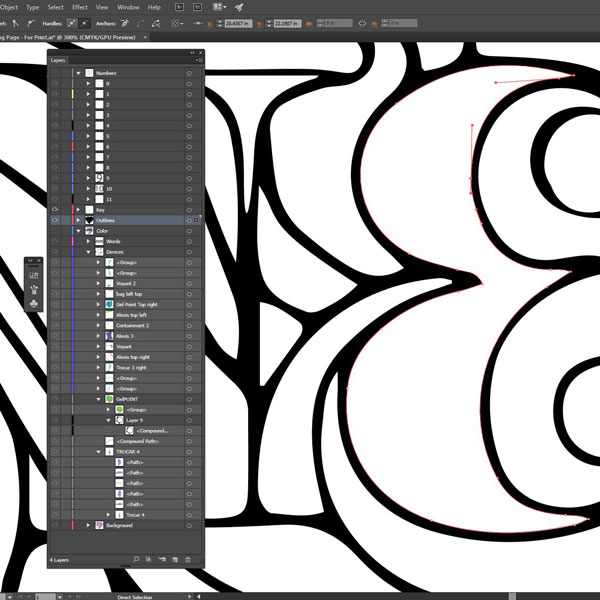 Object Type Select Effect View Window Help
Handles: Anchors: X: 20.4357 in Y: 22.1907 in W: 0 in H: 0 in
ng Page - For Print.ai* @ 300% (CMYK/GPU Preview) ×
Layers
Numbers
0
1
2
3
4
5
6
7
8
9
10
11
Key
Outlines
Color
Words
Devices
<Group>
<Group>
Voyant 2
bag left top
Gel Point Top right
Alexis top left
Containment 2
Alexis 3
Voyant
Alexis top right
Trocar 3 right
<Group>
<Group>
GelPOINT
<Group>
Layer 9
<Compound...
<Compound Path>
TROCAR 4
<Path>
<Path>
<Path>
<Path>
<Path>
Trocar 4
Background
4 Layers
1 Direct Selection